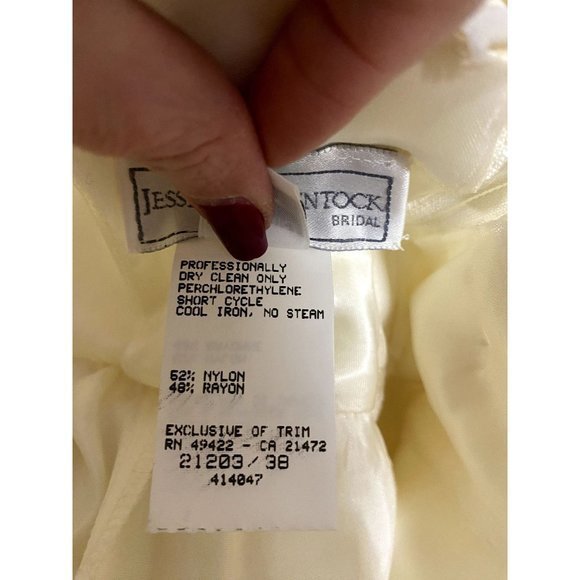 JESS NTOCK
BRIDAL
PROFESSIONALLY
DRY CLEAN ONLY
PERCHLORETHYLENE
SHORT CYCLE
COOL IRON, NO STEAM
52% NYLON
48% RAYON
EXCLUSIVE OF TRIM
RN 49422 - CA 21472
21203/38
414047